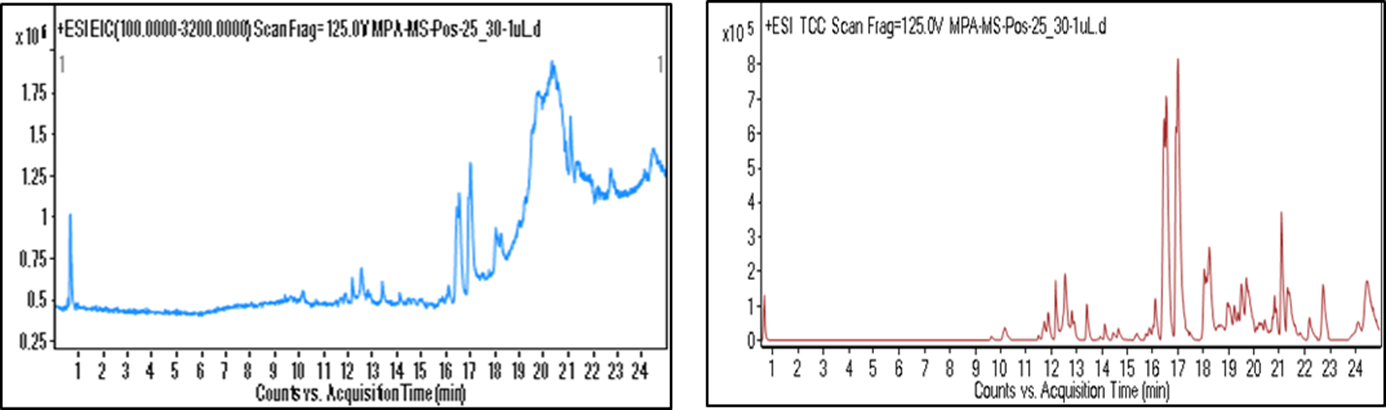 +ESI EIC(100.0000-3200.0000) Scan Frag=125.0V MPA-MS-Pos-25_30-1uL.d
x10 6
1 1
1.75
1.5
1.25
1
0.75
0.5
0.25
1 2 3 4 5 6 7 8 9 10 11 12 13 14 15 16 17 18 19 20 21 22 23 24
Counts vs. Acquisition Time (min)
+ESI TCC Scan Frag=125.0V MPA-MS-Pos-25_30-1uL.d
x10 5
8
7
6
5
4
3
2
1
0
1 2 3 4 5 6 7 8 9 10 11 12 13 14 15 16 17 18 19 20 21 22 23 24
Counts vs. Acquisition Time (min)